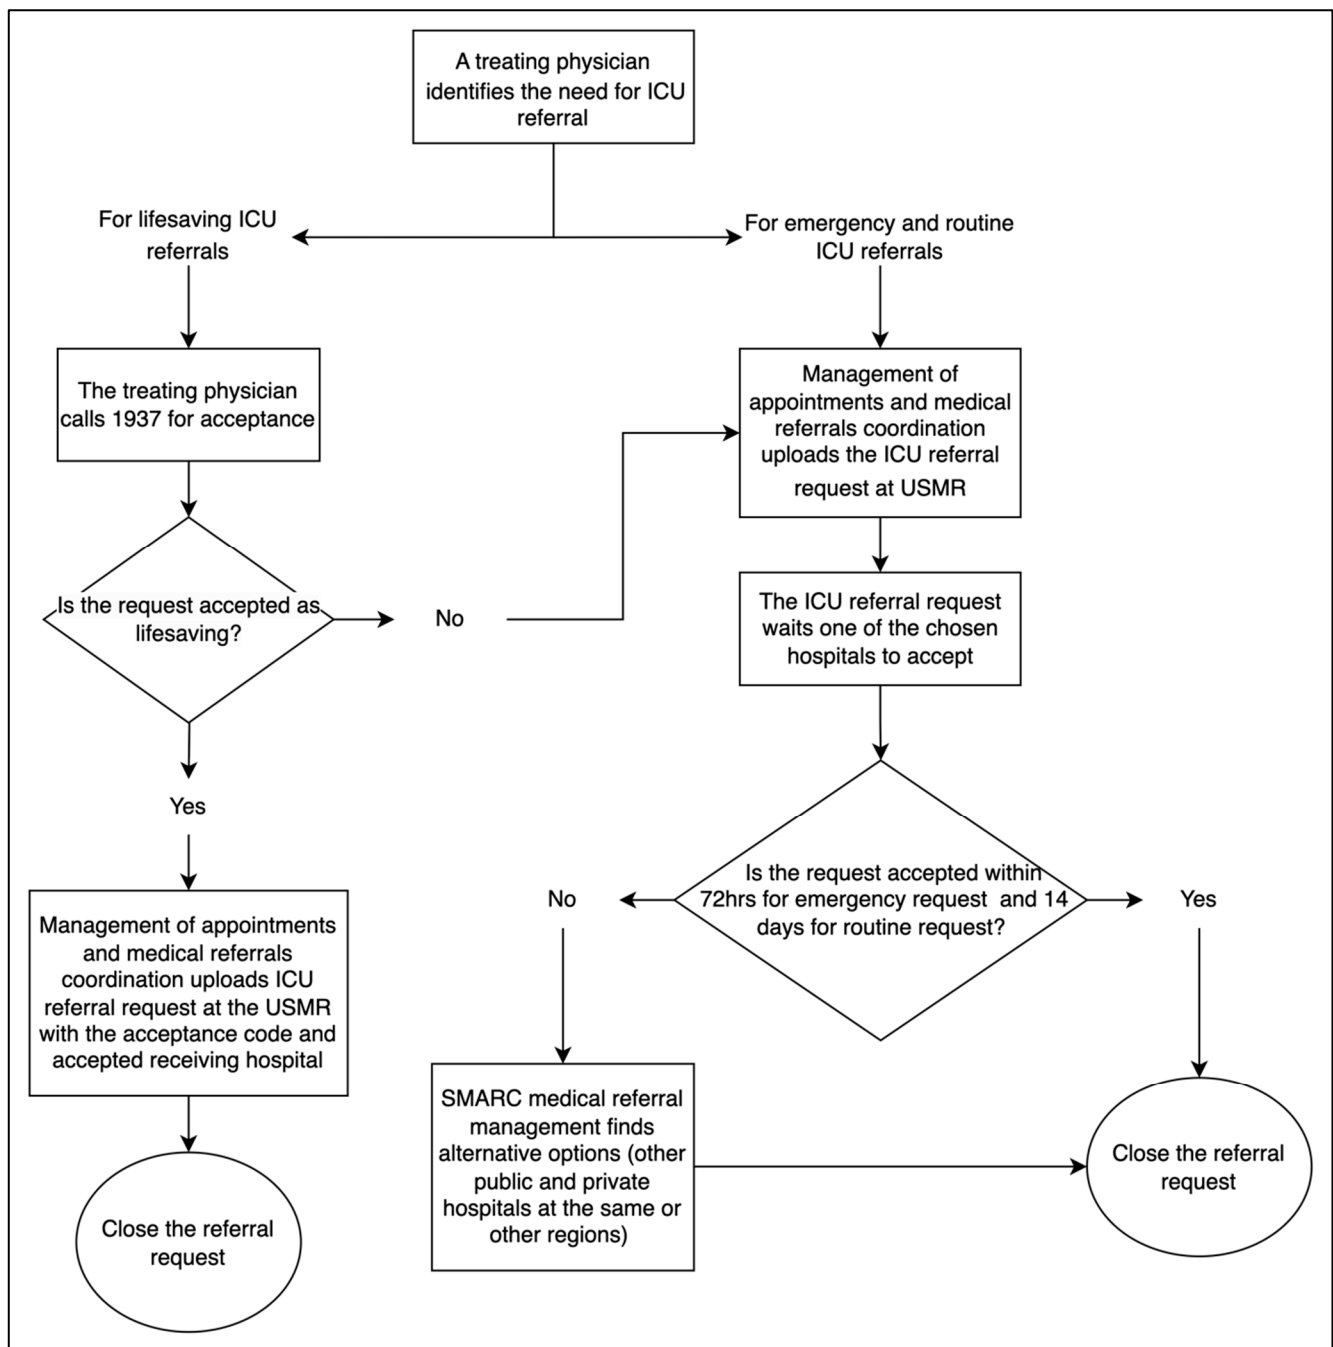 A treating physician
identifies the need for ICU
referral
For lifesaving ICU
referrals
For emergency and routine
ICU referrals
The treating physician
calls 1937 for acceptance
Management of
appointments and medical
referrals coordination
uploads the ICU referral
request at USMR
Is the request accepted as
lifesaving?
No
The ICU referral request
waits one of the chosen
hospitals to accept
Yes
Is the request accepted within
72hrs for emergency request and 14
days for routine request?
No
Yes
Management of appointments
and medical referrals
coordination uploads ICU
referral request at the USMR
with the acceptance code and
accepted receiving hospital
SMARC medical referral
management finds
alternative options (other
public and private
hospitals at the same or
other regions)
Close the referral
request
Close the referral
request